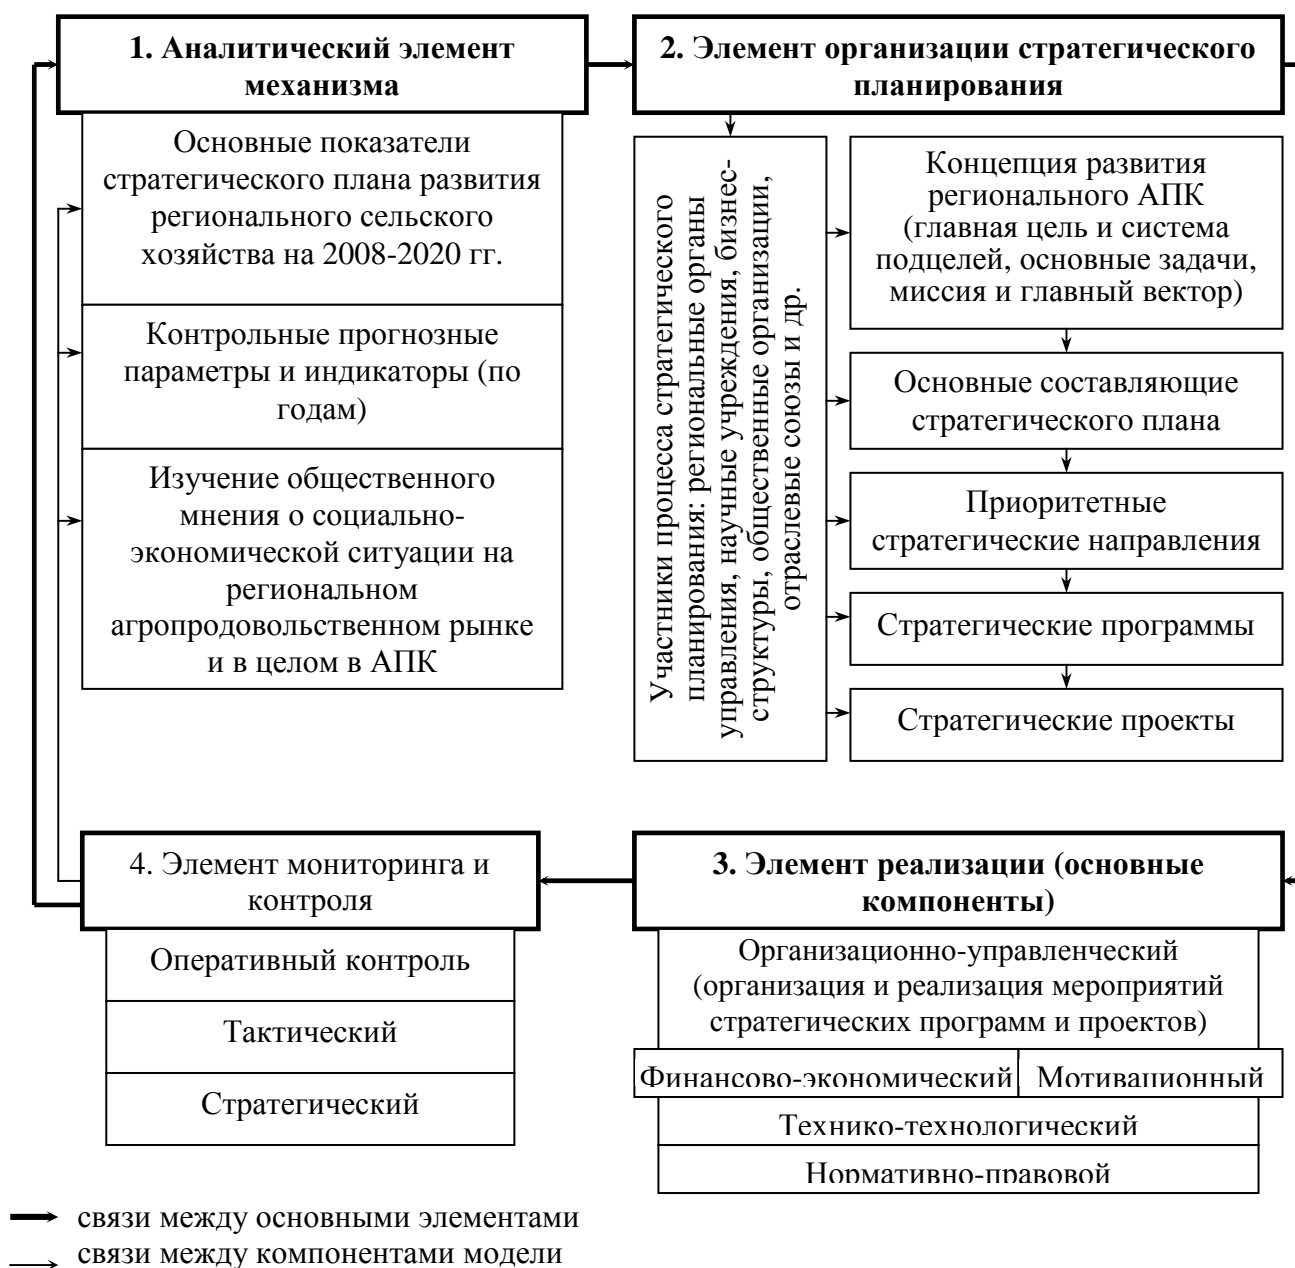 1. Аналитический элемент
механизма
Основные показатели
стратегического плана развития
регионального сельского
хозяйства на 2008-2020 гг.
Контрольные прогнозные
параметры и индикаторы (по
годам)
Изучение общественного
мнения о социально-
экономической ситуации на
региональном
агропродовольственном рынке
и в целом в АПК
2. Элемент организации стратегического
планирования
Участники процесса стратегического
планирования: региональные органы
управления, научные учреждения, бизнес-
структуры, общественные организации,
отраслевые союзы и др.
Концепция развития
регионального АПК
(главная цель и система
подцелей, основные задачи,
миссия и главный вектор)
Основные составляющие
стратегического плана
Приоритетные
стратегические направления
Стратегические программы
Стратегические проекты
3. Элемент реализации (основные
компоненты)
Организационно-управленческий
(организация и реализация мероприятий
стратегических программ и проектов)
Финансово-экономический
Мотивационный
Технико-технологический
Нормативно-правовой
4. Элемент мониторинга и
контроля
Оперативный контроль
Тактический
Стратегический
связи между основными элементами
связи между компонентами модели